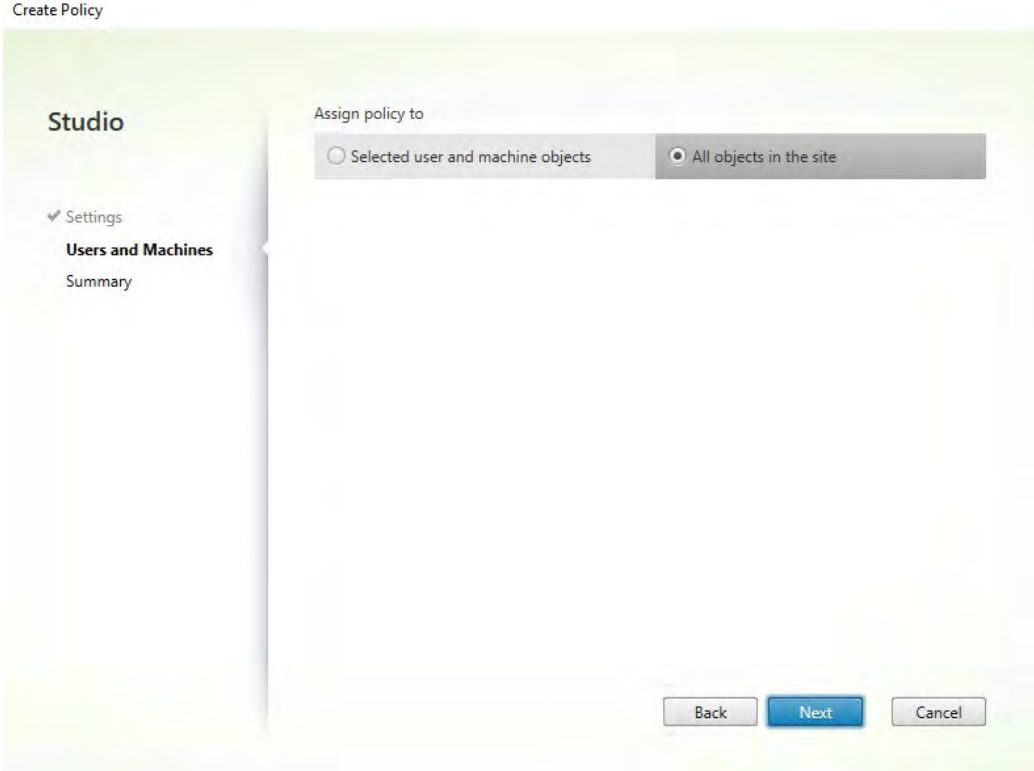 Create Policy
Studio
Assign policy to
Selected user and machine objects
All objects in the site
Settings
Users and Machines
Summary
Back
Next
Cancel